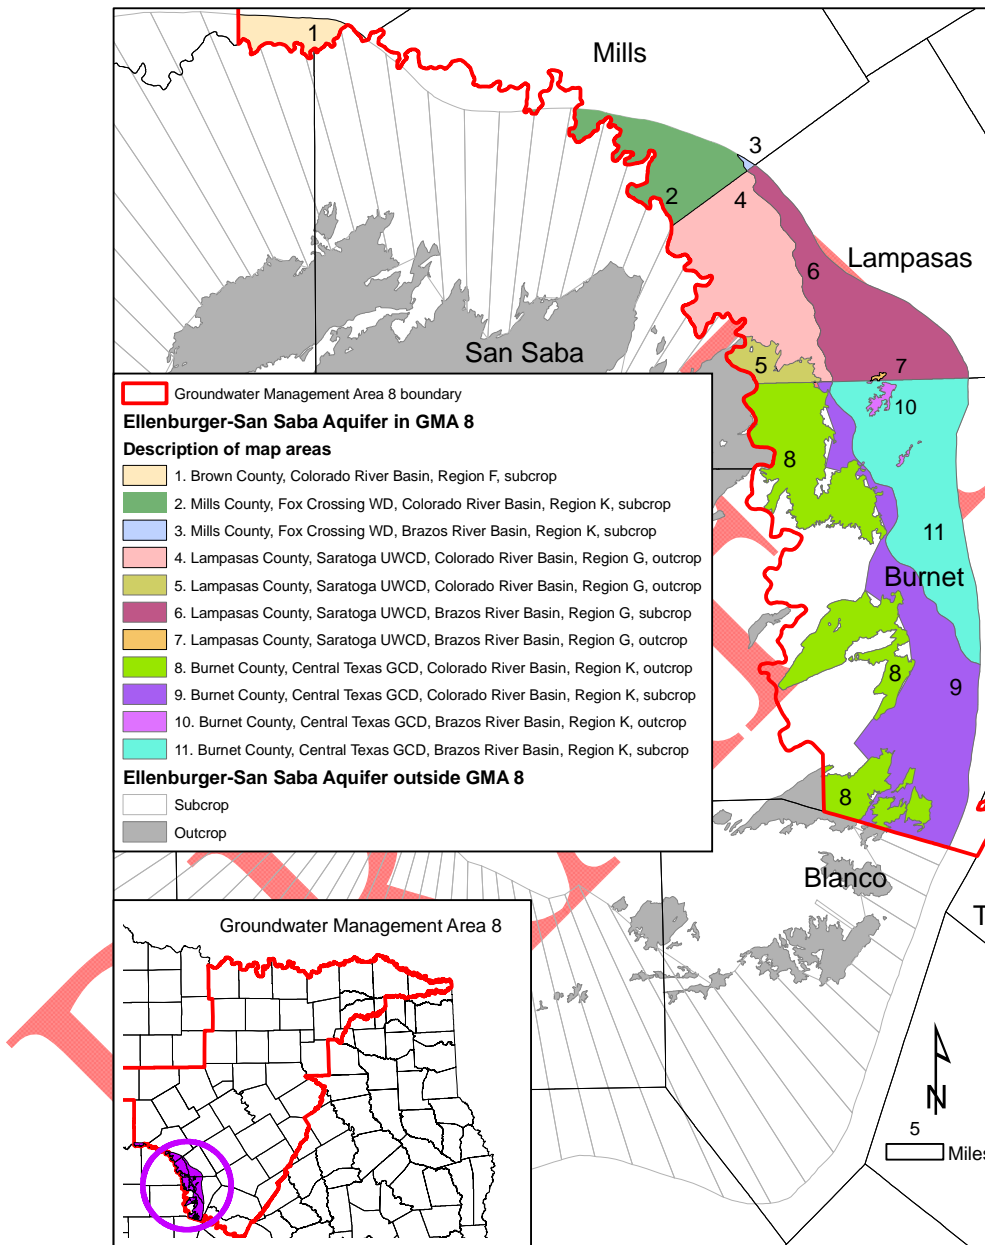 1
Mills
3
2
4
Lampasas
6
San Saba
5
7
10
8
11
Burnet
8
9
8
Blanco
T
Groundwater Management Area 8 boundary
Ellenburger-San Saba Aquifer in GMA 8
Description of map areas
1. Brown County, Colorado River Basin, Region F, subcrop
2. Mills County, Fox Crossing WD, Colorado River Basin, Region K, subcrop
3. Mills County, Fox Crossing WD, Brazos River Basin, Region K, subcrop
4. Lampasas County, Saratoga UWCD, Colorado River Basin, Region G, outcrop
5. Lampasas County, Saratoga UWCD, Colorado River Basin, Region G, outcrop
6. Lampasas County, Saratoga UWCD, Brazos River Basin, Region G, subcrop
7. Lampasas County, Saratoga UWCD, Brazos River Basin, Region G, outcrop
8. Burnet County, Central Texas GCD, Colorado River Basin, Region K, outcrop
9. Burnet County, Central Texas GCD, Colorado River Basin, Region K, subcrop
10. Burnet County, Central Texas GCD, Brazos River Basin, Region K, outcrop
11. Burnet County, Central Texas GCD, Brazos River Basin, Region K, subcrop
Ellenburger-San Saba Aquifer outside GMA 8
Subcrop
Outcrop
Groundwater Management Area 8
N
5
Miles